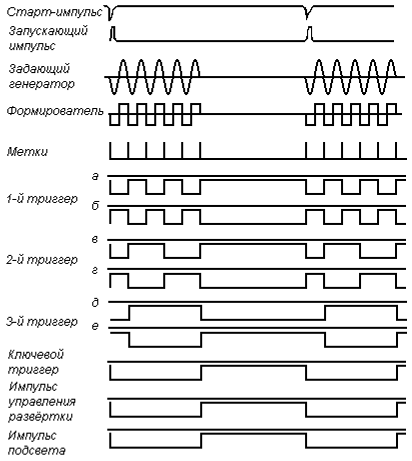 Старт-импульс
Запускающий
импульс
Задающий
генератор
Формирователь
Метки
а
1-й триггер
б
в
2-й триггер
г
д
3-й триггер
е
Ключевой
триггер
Импульс
управления
развёртки
Импульс
подсвета